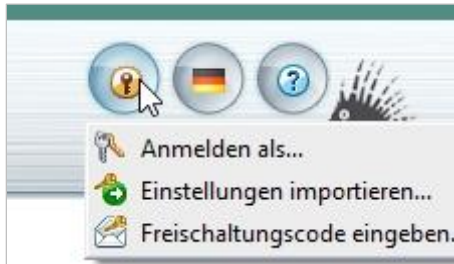 Anmelden als...
Einstellungen importieren...
Freischaltungscode eingeben.